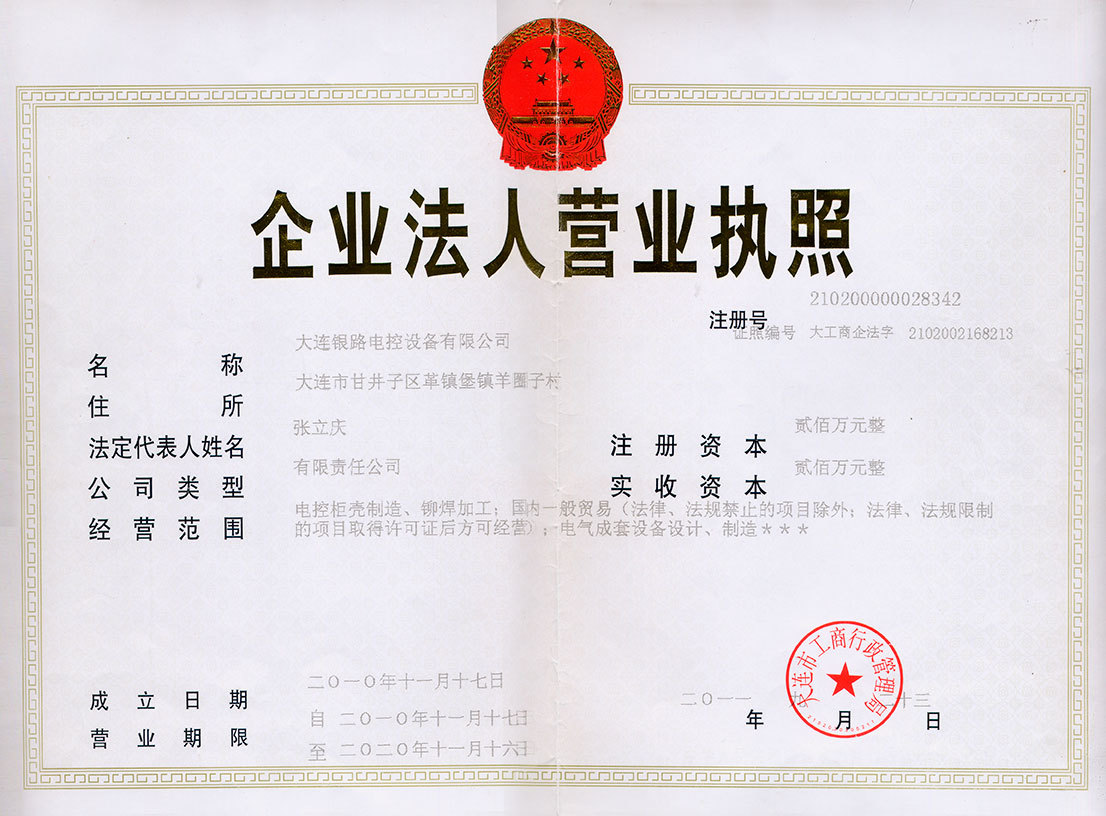 企业法人营业执照
210200000028342
注册号
证照编号 大工商企法字 2102002168213
名称 大连银路电控设备有限公司
住所 大连市甘井子区革镇堡镇羊圈子村
法定代表人姓名 张立庆
注册资本 贰佰万元整
公司类型 有限责任公司
实收资本 贰佰万元整
经营范围 电控柜壳制造、铆焊加工；国内一般贸易（法律、法规禁止的项目除外；法律、法规限制
的项目取得许可证后方可经营）；电气成套设备设计、制造***
大连市工商行政管理局
成立日期 二〇一〇年十一月十七日
二〇一一 二十三
年 月 日
营业期限 自 二〇一〇年十一月十七日
至 二〇二〇年十一月十六日